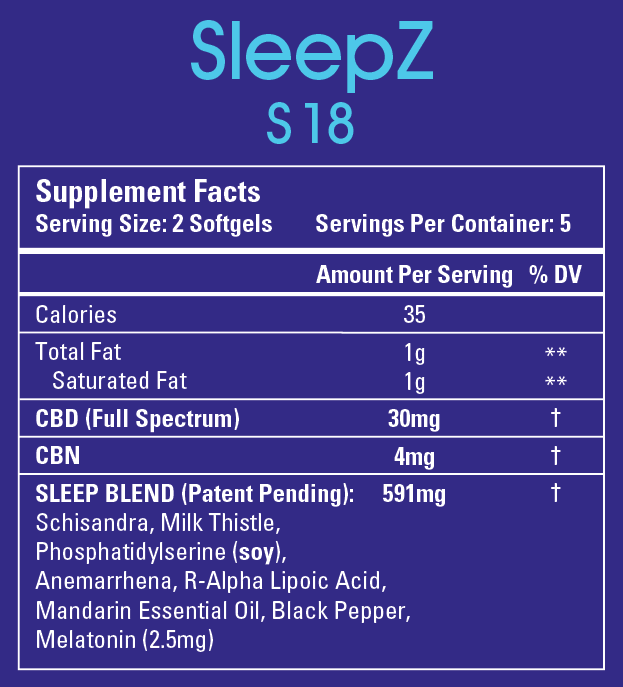 SleepZ
S 18
Supplement Facts
Serving Size: 2 Softgels Servings Per Container: 5
Amount Per Serving % DV
Calories 35
Total Fat 1g **
Saturated Fat 1g **
CBD (Full Spectrum) 30mg †
CBN 4mg †
SLEEP BLEND (Patent Pending): 591mg †
Schisandra, Milk Thistle,
Phosphatidylserine (soy),
Anemarrhena, R-Alpha Lipoic Acid,
Mandarin Essential Oil, Black Pepper,
Melatonin (2.5mg)